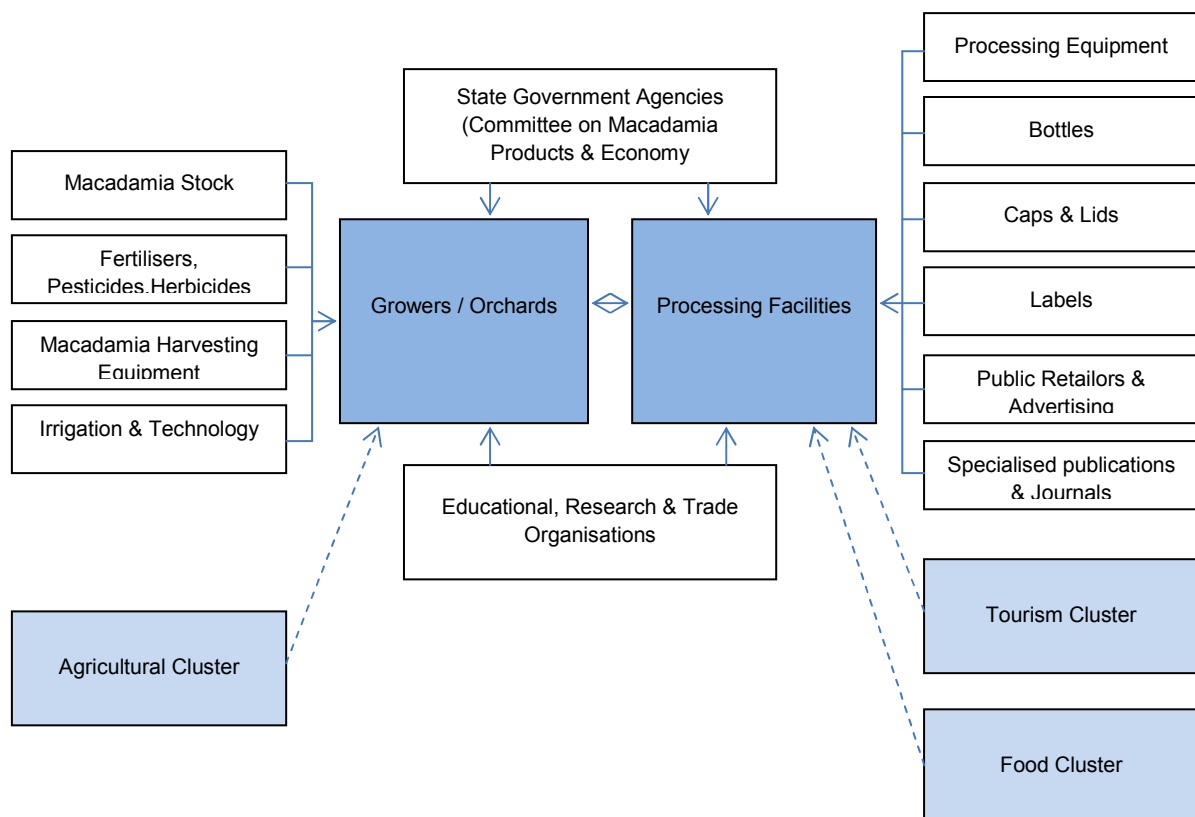 Processing Equipment
State Government Agencies
(Committee on Macadamia
Products & Economy
Bottles
Macadamia Stock
Caps & Lids
Fertilisers,
Pesticides.Herbicides
Growers / Orchards
Processing Facilities
Labels
Macadamia Harvesting
Equipment
Public Retailors &
Advertising
Irrigation & Technology
Specialised publications
& Journals
Educational, Research & Trade
Organisations
Tourism Cluster
Agricultural Cluster
Food Cluster